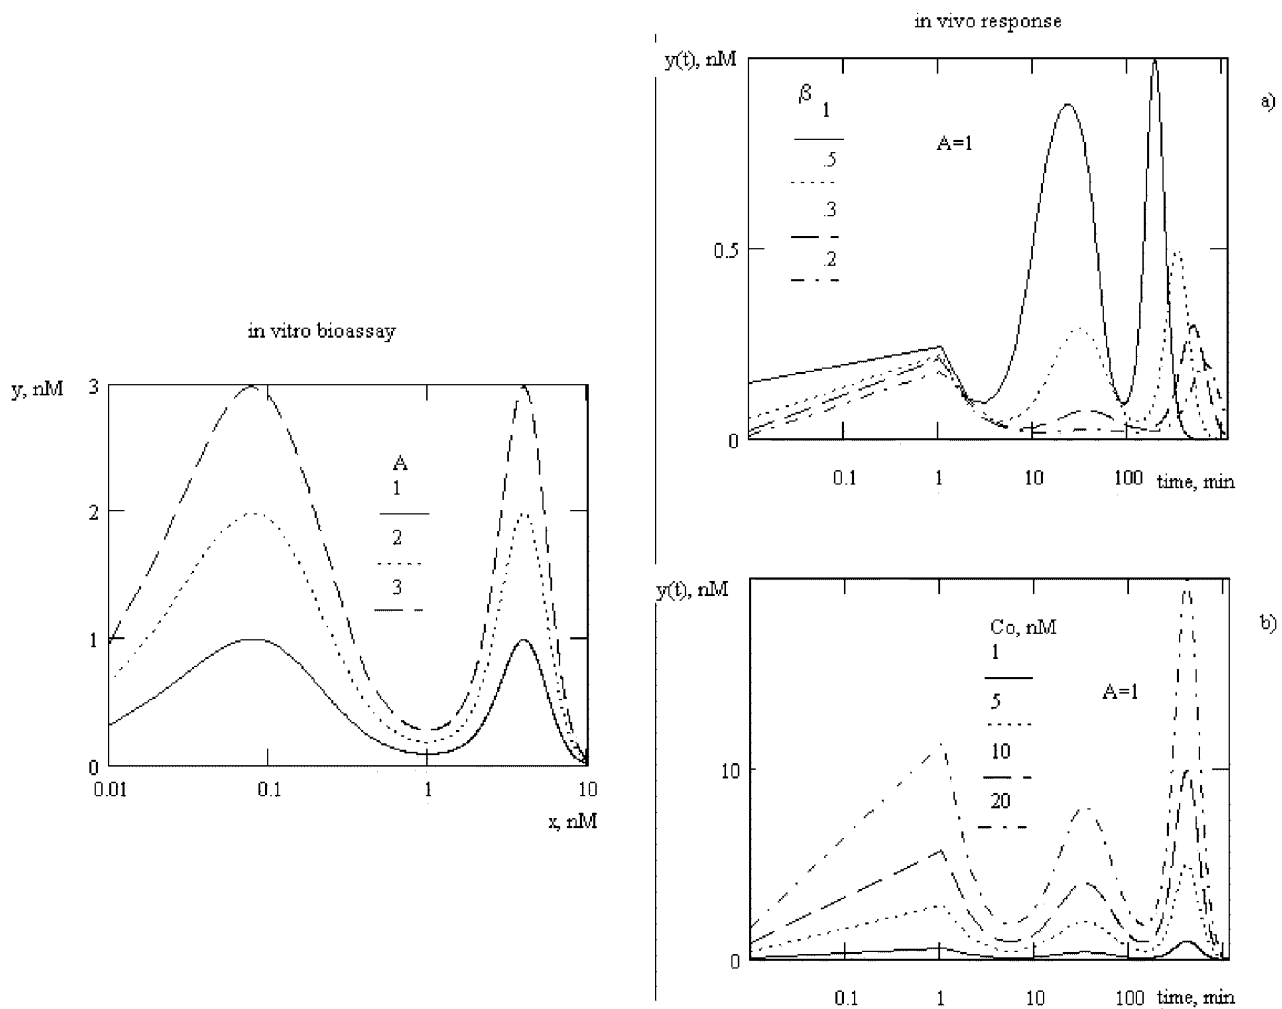 in vivo response
y(t), nM
a)
β
1
.5
.3
.2
A=1
0.5
0
0.1
1
10
100
time, min
in vitro bioassay
y, nM
3
2
1
0
A
1
2
3
0.01
0.1
1
10
x, nM
y(t), nM
b)
Co, nM
1
5
10
20
A=1
10
0
0.1
1
10
100
time, min